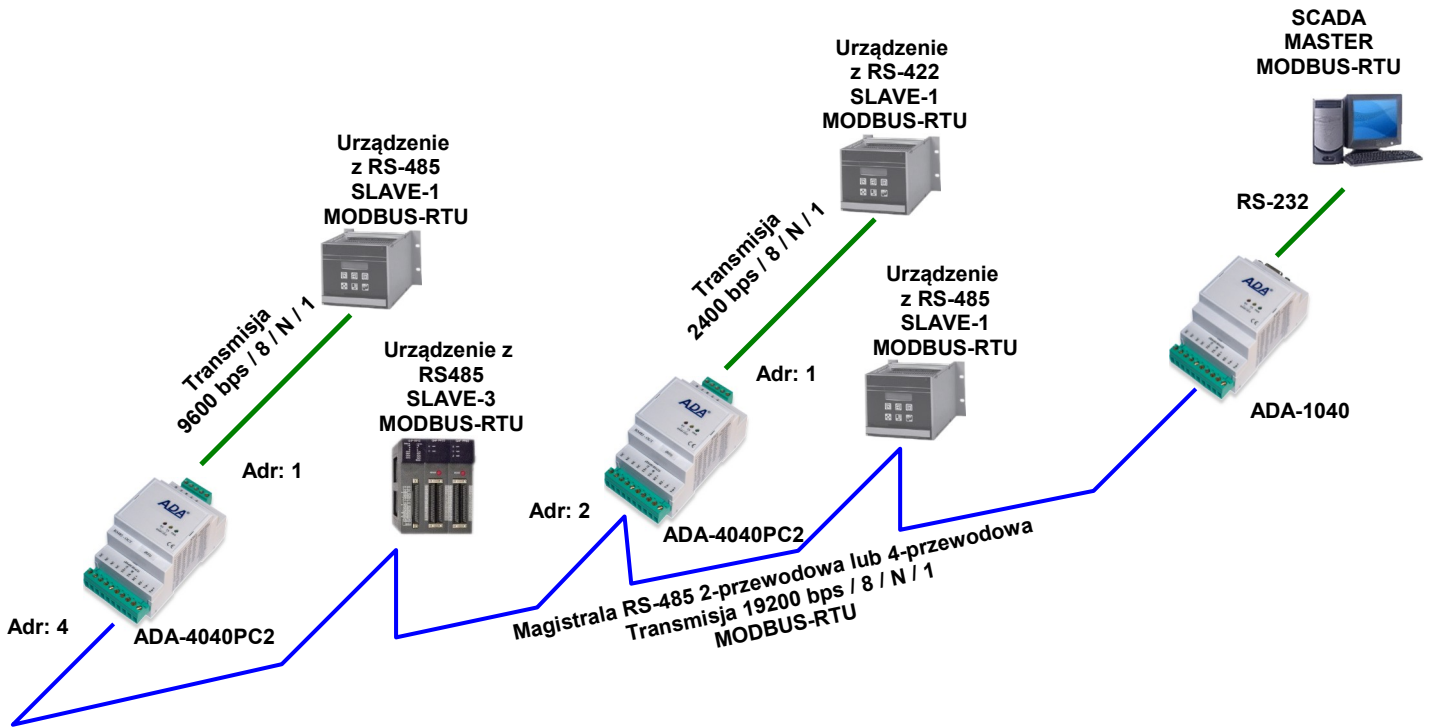 SCADA
MASTER
MODBUS-RTU
RS-232
ADA
ADA-1040
Urządzenie
z RS-422
SLAVE-1
MODBUS-RTU
Transmisja
2400 bps / 8 / N / 1
Adr: 1
ADA
Adr: 2
ADA-4040PC2
Urządzenie
z RS-485
SLAVE-1
MODBUS-RTU
Urządzenie
z RS-485
SLAVE-1
MODBUS-RTU
Transmisja
9600 bps / 8 / N / 1
Adr: 1
ADA
Adr: 4
ADA-4040PC2
Urządzenie z
RS485
SLAVE-3
MODBUS-RTU
Magistrala RS-485 2-przewodowa lub 4-przewodowa
Transmisja 19200 bps / 8 / N / 1
MODBUS-RTU